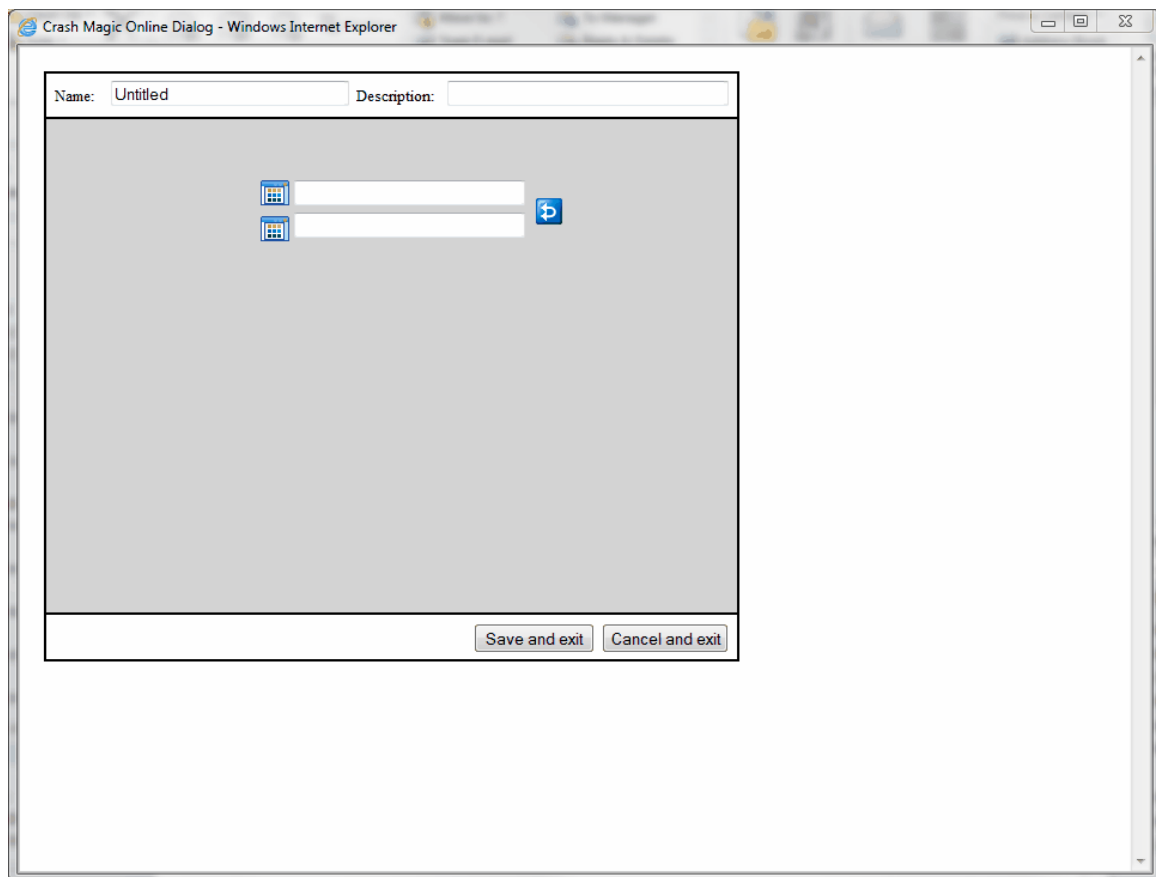 Crash Magic Online Dialog - Windows Internet Explorer
Name: Untitled Description:
Save and exit Cancel and exit